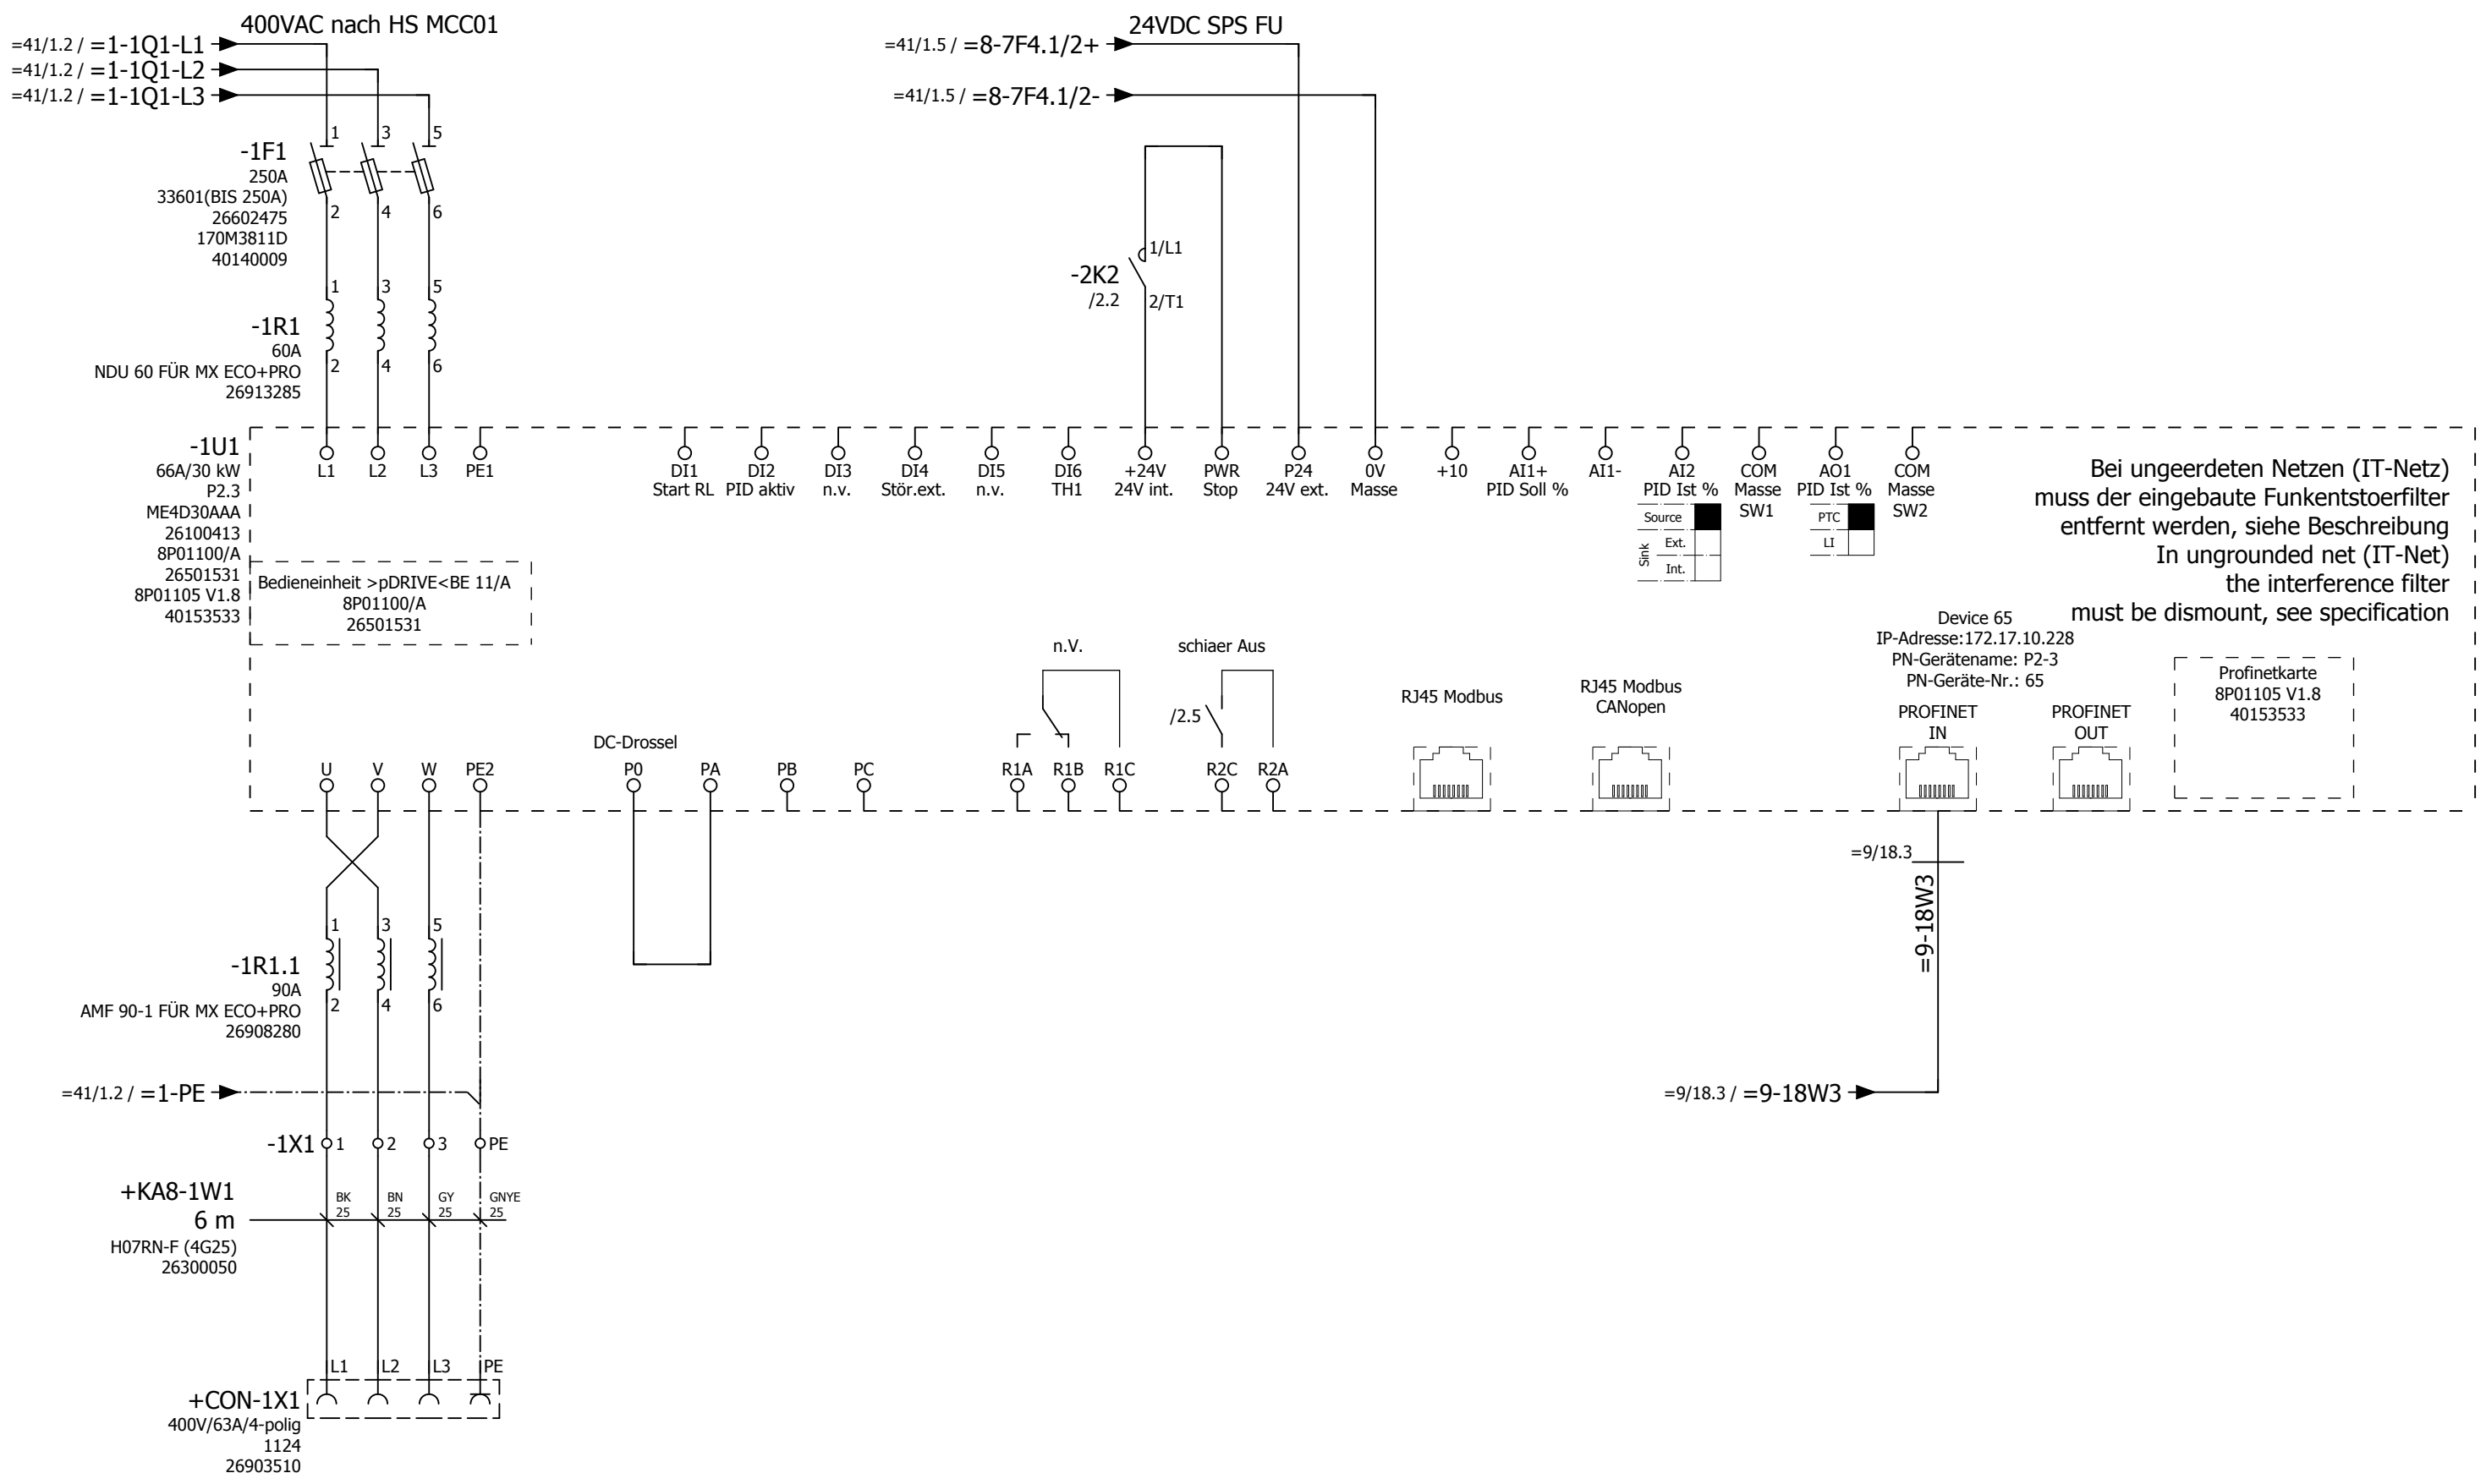 400VAC nach HS MCC01
=41/1.2 / =1-1Q1-L1
=41/1.2 / =1-1Q1-L2
=41/1.2 / =1-1Q1-L3
24VDC SPS FU
=41/1.5 / =8-7F4.1/2+
=41/1.5 / =8-7F4.1/2-
1 3 5
-1F1
250A
33601(BIS 250A)
26602475
170M3811D
40140009
2 4 6
1/L1
-2K2
/2.2
2/T1
1 3 5
-1R1
60A
NDU 60 FÜR MX ECO+PRO
26913285
2 4 6
-1U1
66A/30 kW
P2.3
ME4D30AAA
26100413
8P01100/A
26501531
8P01105 V1.8
40153533
L1 L2 L3 PE1
DI1
Start RL
DI2
PID aktiv
DI3
n.v.
DI4
Stör.ext.
DI5
n.v.
DI6
TH1
+24V
24V int.
PWR
Stop
P24
24V ext.
0V
Masse
+10
AI1+
PID Soll %
AI1-
AI2
PID Ist %
Source
Sink
Ext.
Int.
COM
Masse
SW1
AO1
PID Ist %
PTC
LI
COM
Masse
SW2
Bei ungeerdeten Netzen (IT-Netz)
muss der eingebaute Funkentstoerfilter
entfernt werden, siehe Beschreibung
In ungrounded net (IT-Net)
the interference filter
must be dismount, see specification
Bedieneinheit >pDRIVE<BE 11/A
8P01100/A
26501531
Device 65
IP-Adresse:172.17.10.228
PN-Gerätename: P2-3
PN-Geräte-Nr.: 65
Profinetkarte
8P01105 V1.8
40153533
n.V.
schiaer Aus
/2.5
RJ45 Modbus
RJ45 Modbus
CANopen
PROFINET
IN
PROFINET
OUT
DC-Drossel
U V W PE2
P0 PA PB PC
R1A R1B R1C
R2C R2A
=9/18.3
=9-18W3
1 3 5
-1R1.1
90A
AMF 90-1 FÜR MX ECO+PRO
26908280
2 4 6
=41/1.2 / =1-PE
=9/18.3 / =9-18W3
-1X1 1 2 3 PE
+KA8-1W1
6 m
H07RN-F (4G25)
26300050
BK
25
BN
25
GY
25
GNYE
25
L1 L2 L3 PE
+CON-1X1
400V/63A/4-polig
1124
26903510